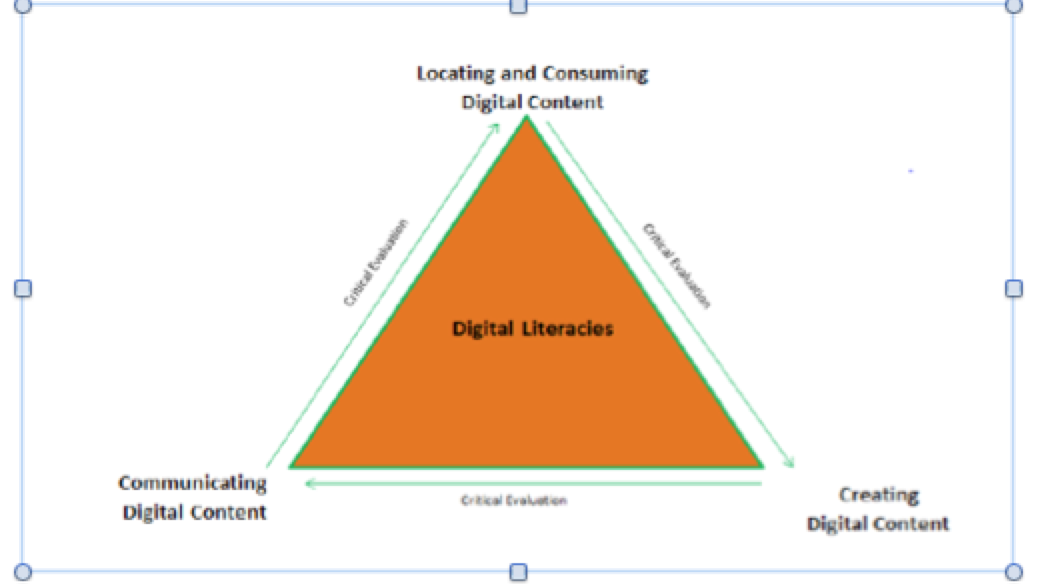 Locating and Consuming
Digital Content
Critical Evaluation
Critical Evaluation
Digital Literacies
Communicating
Digital Content
Critical Evaluation
Creating
Digital Content